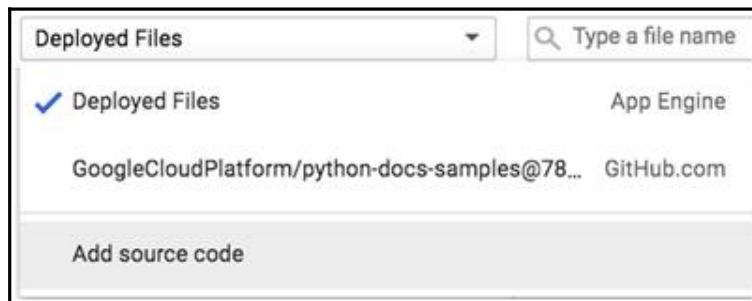 Deployed Files Type a file name
Deployed Files App Engine
GoogleCloudPlatform/python-docs-samples@78... GitHub.com
Add source code